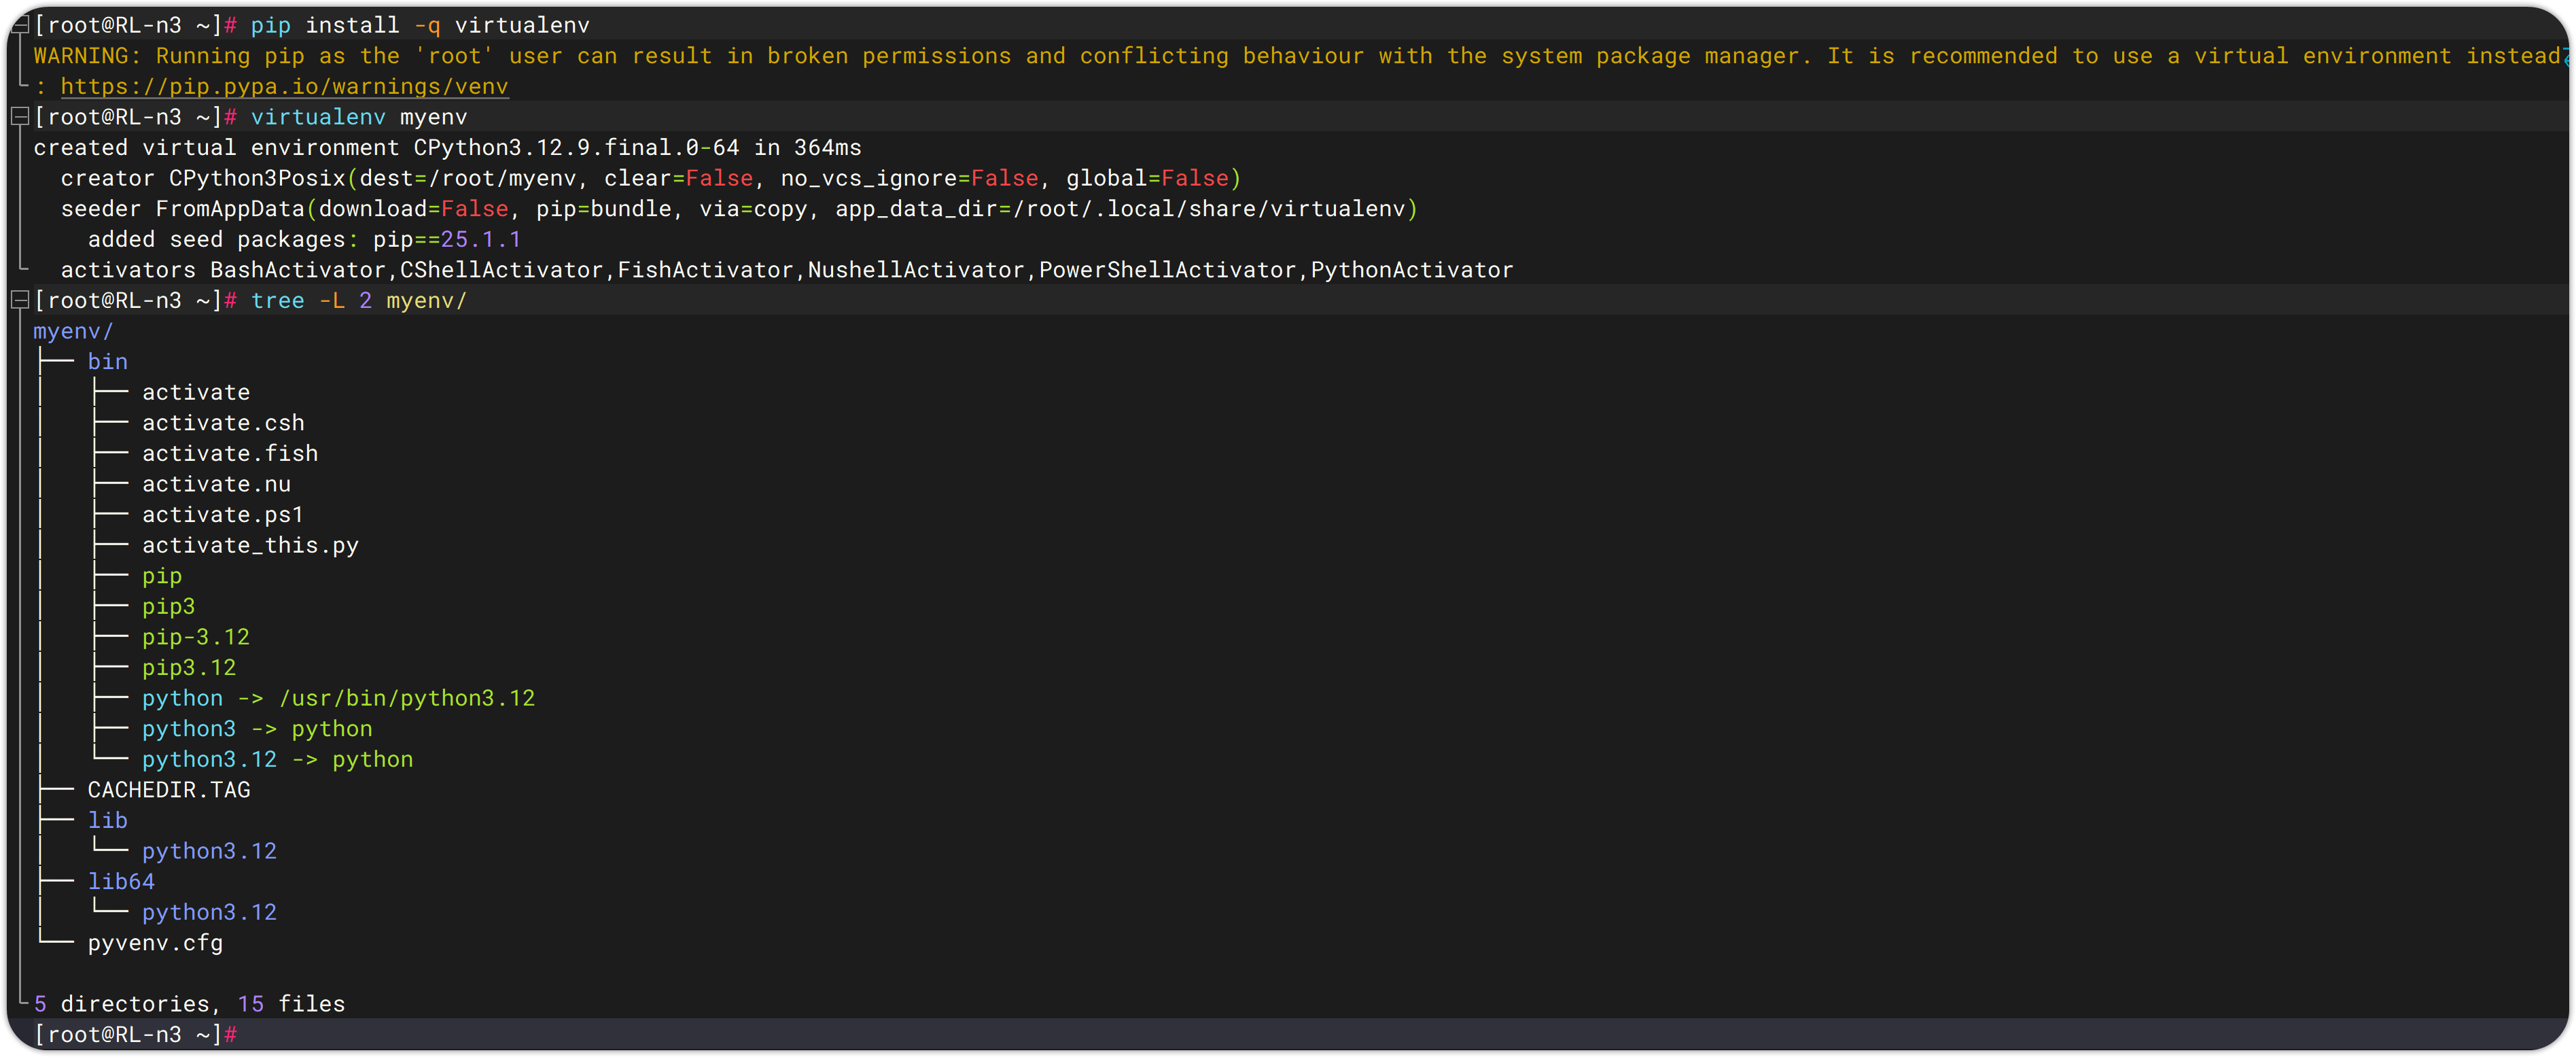 [root@RL-n3 ~]# pip install -q virtualenv
WARNING: Running pip as the 'root' user can result in broken permissions and conflicting behaviour with the system package manager. It is recommended to use a virtual environment instead
: https://pip.pypa.io/warnings/venv
[root@RL-n3 ~]# virtualenv myenv
created virtual environment CPython3.12.9.final.0-64 in 364ms
  creator CPython3Posix(dest=/root/myenv, clear=False, no_vcs_ignore=False, global=False)
  seeder FromAppData(download=False, pip=bundle, via=copy, app_data_dir=/root/.local/share/virtualenv)
    added seed packages: pip==25.1.1
  activators BashActivator,CShellActivator,FishActivator,NushellActivator,PowerShellActivator,PythonActivator
[root@RL-n3 ~]# tree -L 2 myenv/
myenv/
├── bin
│   ├── activate
│   ├── activate.csh
│   ├── activate.fish
│   ├── activate.nu
│   ├── activate.ps1
│   ├── activate_this.py
│   ├── pip
│   ├── pip3
│   ├── pip-3.12
│   ├── pip3.12
│   ├── python -> /usr/bin/python3.12
│   ├── python3 -> python
│   └── python3.12 -> python
├── CACHEDIR.TAG
├── lib
│   └── python3.12
├── lib64
│   └── python3.12
└── pyvenv.cfg
5 directories, 15 files
[root@RL-n3 ~]#